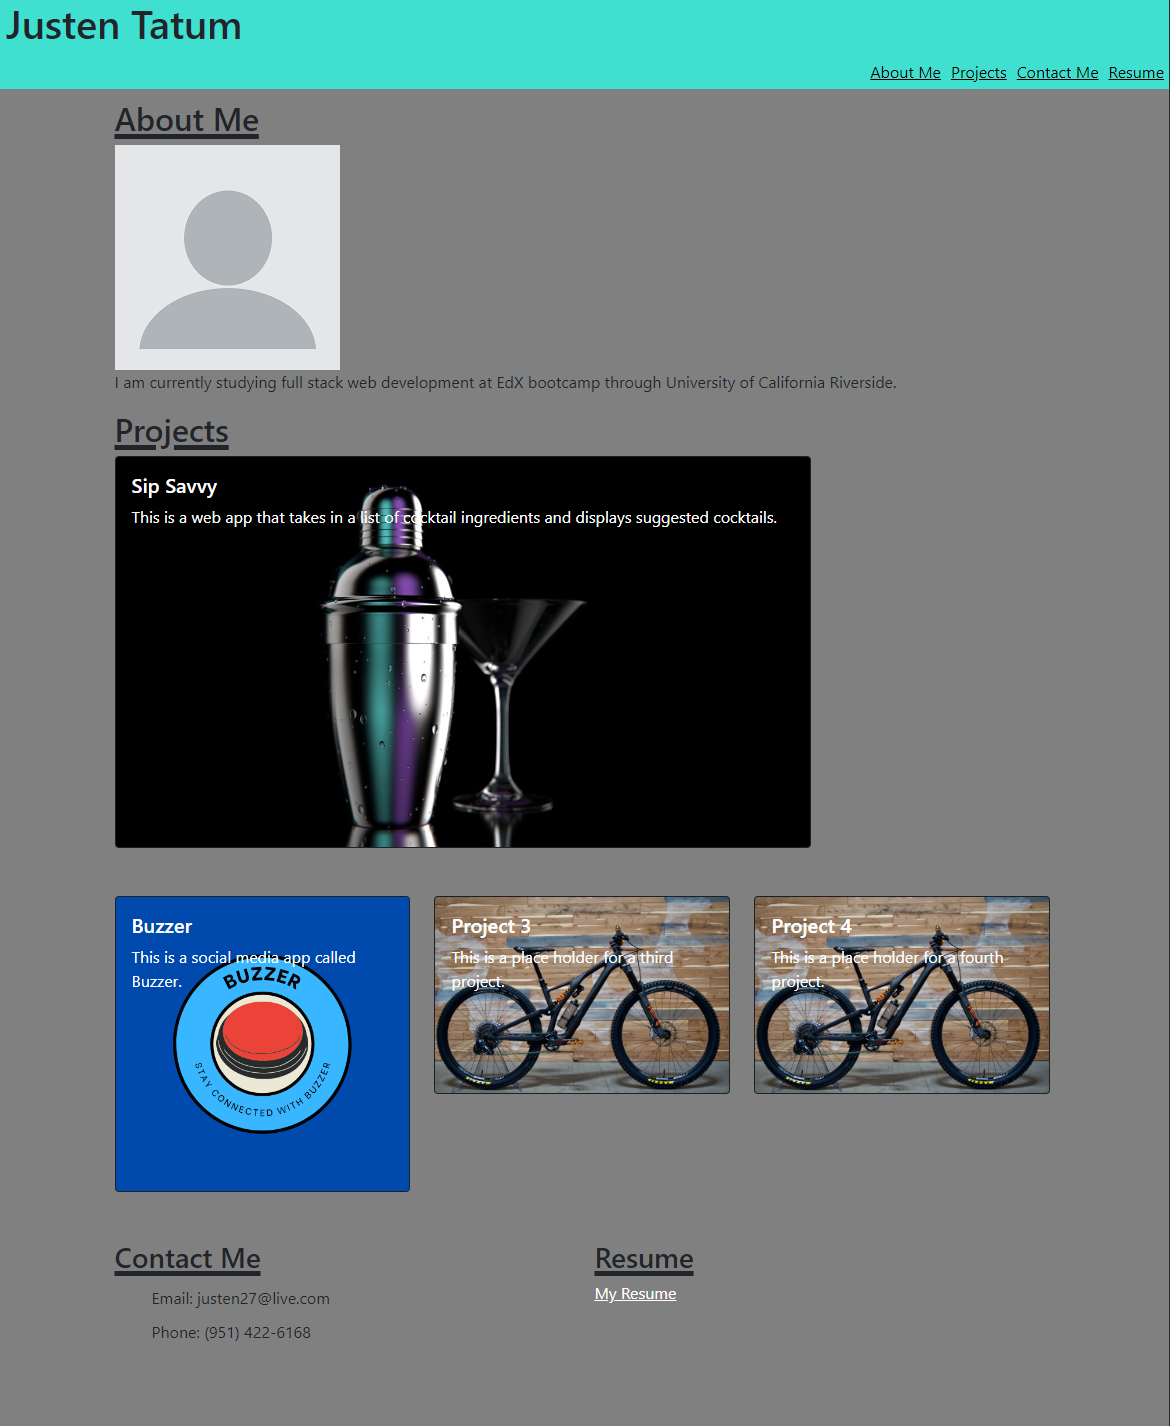 Justen Tatum
About Me Projects Contact Me Resume
About Me
I am currently studying full stack web development at EdX bootcamp through University of California Riverside.
Projects
Sip Savvy
This is a web app that takes in a list of cocktail ingredients and displays suggested cocktails.
Buzzer
This is a social media app called
Buzzer.
BUZZER
STAY CONNECTED WITH BUZZER
Project 3
This is a place holder for a third
project.
Project 4
This is a place holder for a fourth
project.
Contact Me
Email: justen27@live.com
Phone: (951) 422-6168
Resume
My Resume